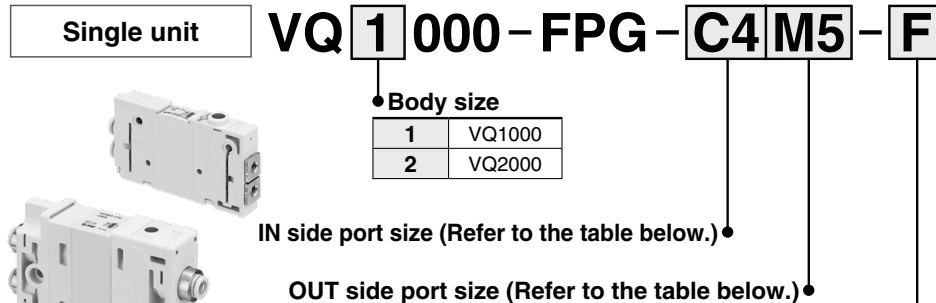 Single unit
VQ 1 000 - FPG - C4 M5 - F
Body size
1 VQ1000
2 VQ2000
IN side port size (Refer to the table below.)
OUT side port size (Refer to the table below.)